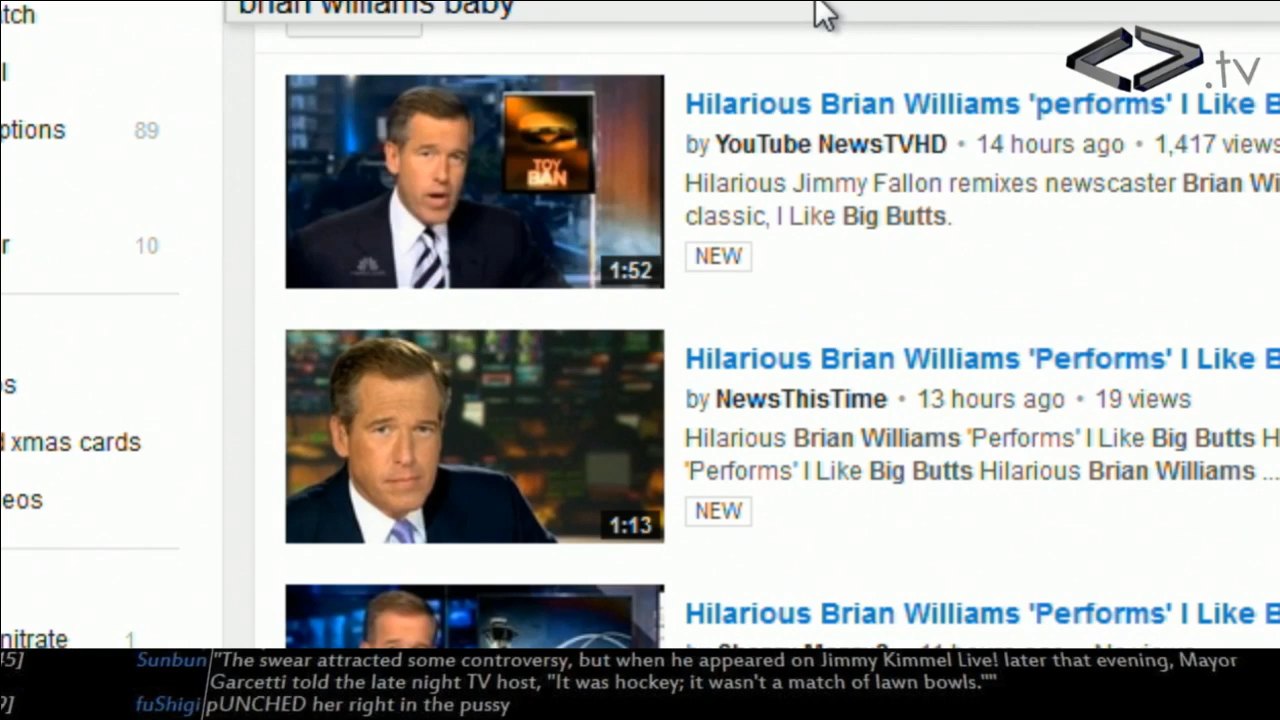 brian williams baby
tch
l
ptions 89
r 10
s
d xmas cards
eos
nitrate 1
.tv
TOY
BAN
1:52
Hilarious Brian Williams 'performs' I Like B
by YouTube NewsTVHD • 14 hours ago • 1,417 views
Hilarious Jimmy Fallon remixes newscaster Brian Wi
classic, I Like Big Butts.
NEW
1:13
Hilarious Brian Williams 'Performs' I Like B
by NewsThisTime • 13 hours ago • 19 views
Hilarious Brian Williams 'Performs' I Like Big Butts H
'Performs' I Like Big Butts Hilarious Brian Williams ...
NEW
Hilarious Brian Williams 'Performs' I Like B
45] Sunbun "The swear attracted some controversy, but when he appeared on Jimmy Kimmel Live! later that evening, Mayor
Garcetti told the late night TV host, "It was hockey; it wasn't a match of lawn bowls.""
9] fuShigi pUNCHED her right in the pussy